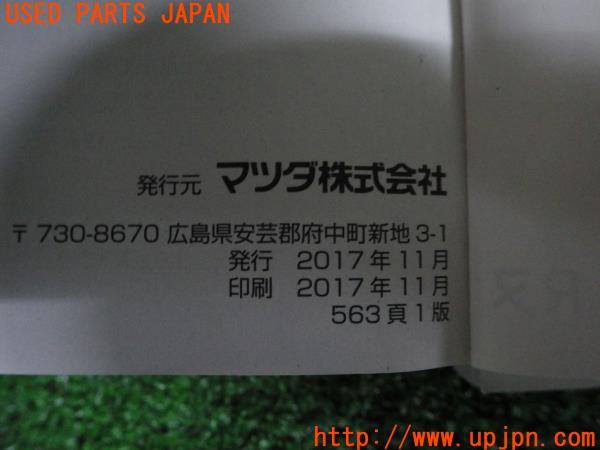 USED PARTS JAPAN
発行元 マツダ株式会社
〒730-8670 広島県安芸郡府中町新地 3-1
発行 2017年11月
印刷 2017年11月
563頁1版
http://www.upjpn.com/